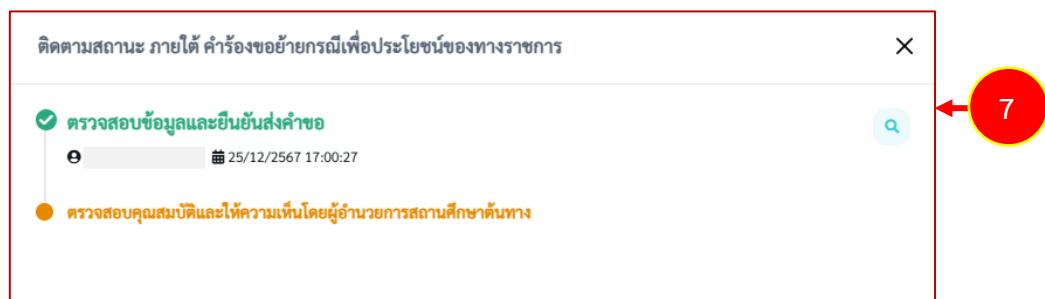 ติดตามสถานะ ภายใต้ คำร้องขอย้ายกรณีเพื่อประโยชน์ของทางราชการ
7
ตรวจสอบข้อมูลและยืนยันส่งคำขอ
25/12/2567 17:00:27
ตรวจสอบคุณสมบัติและให้ความเห็นโดยผู้อำนวยการสถานศึกษาต้นทาง